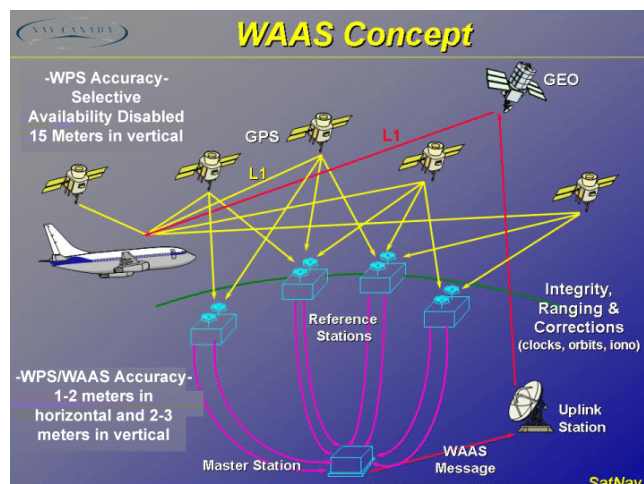 NAV CANADA
WAAS Concept
-WPS Accuracy-
Selective
Availability Disabled
15 Meters in vertical
GEO
GPS
L1
L1
Reference
Stations
Integrity,
Ranging &
Corrections
(clocks, orbits, iono)
-WPS/WAAS Accuracy-
1-2 meters in
horizontal and 2-3
meters in vertical
Uplink
Station
Master Station
WAAS
Message
SatNav